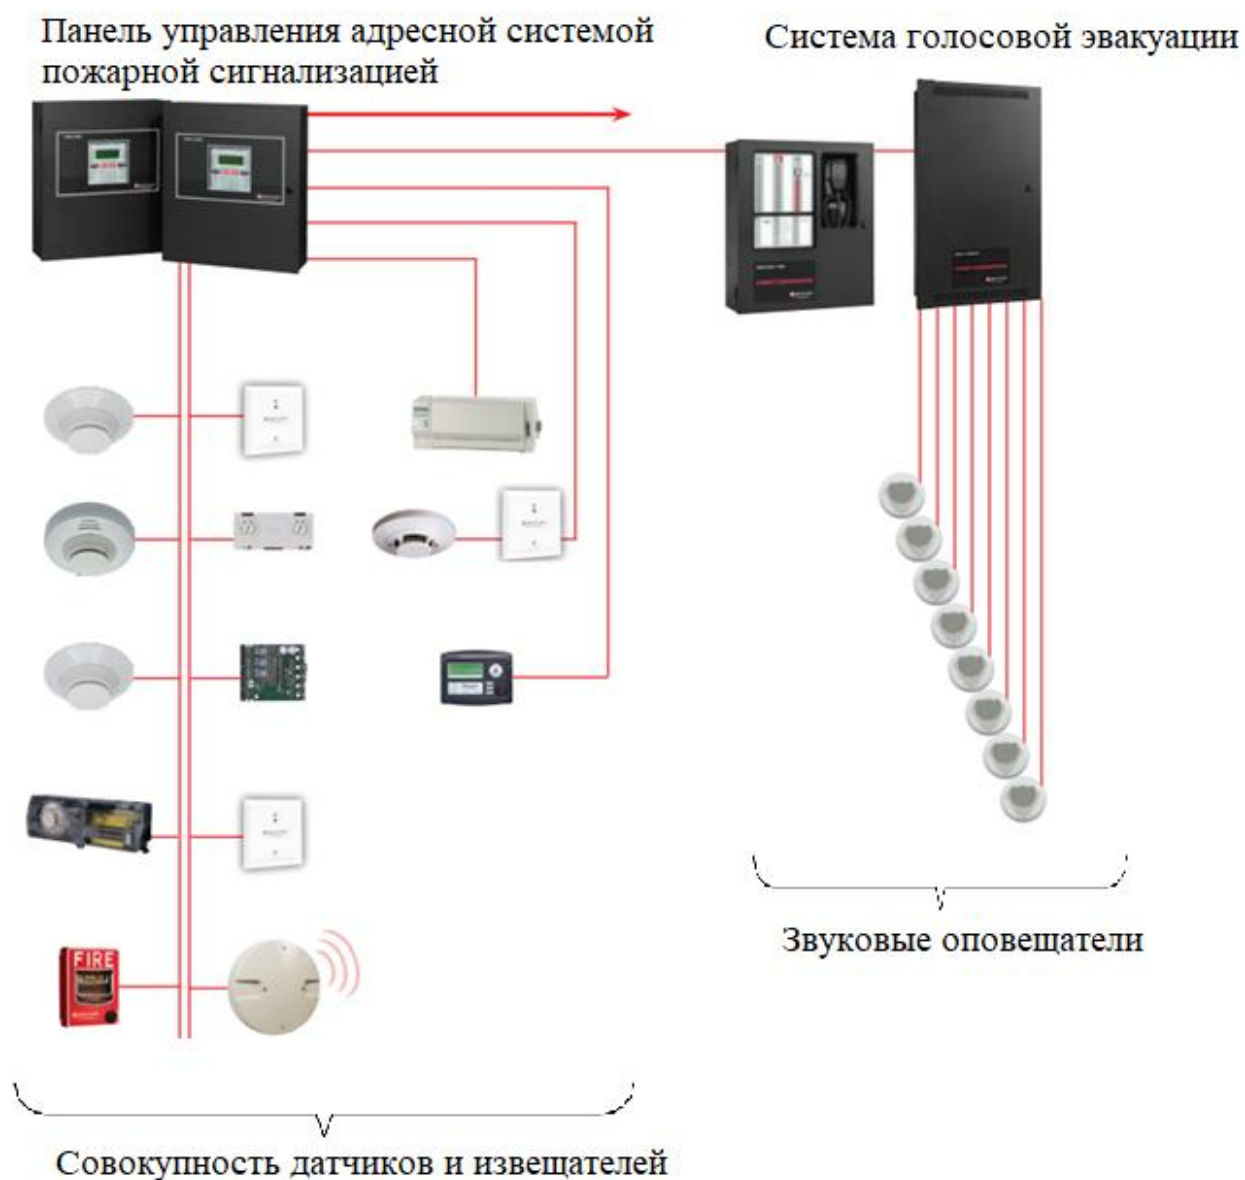 Панель управления адресной системой
пожарной сигнализацией
Система голосовой эвакуации
FIRE
Звуковые оповещатели
Совокупность датчиков и извещателей